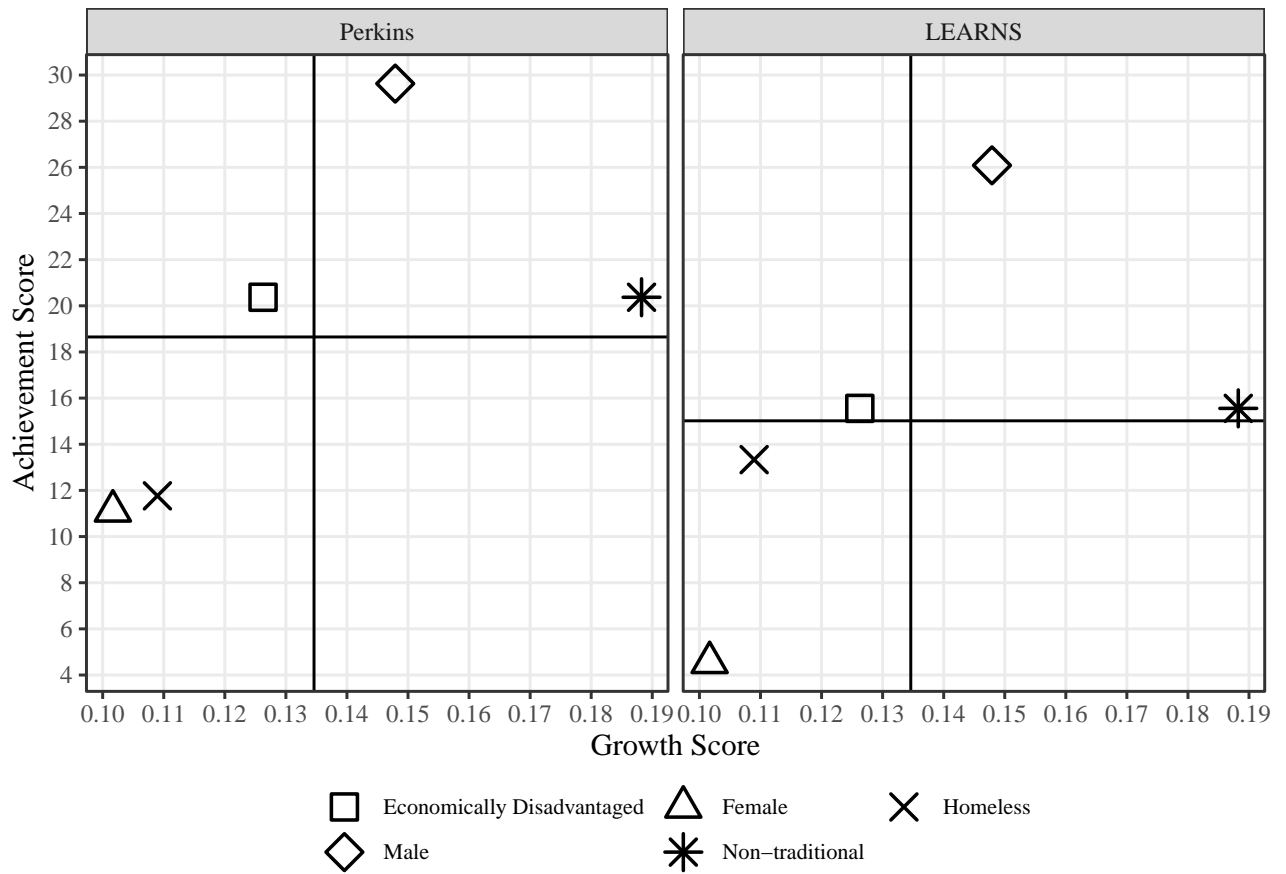 Perkins LEARNS
Achievement Score
30
28
26
24
22
20
18
16
14
12
10
8
6
4
0.10 0.11 0.12 0.13 0.14 0.15 0.16 0.17 0.18 0.19 0.10 0.11 0.12 0.13 0.14 0.15 0.16 0.17 0.18 0.19
Growth Score
Economically Disadvantaged Female Homeless
Male Non−traditional